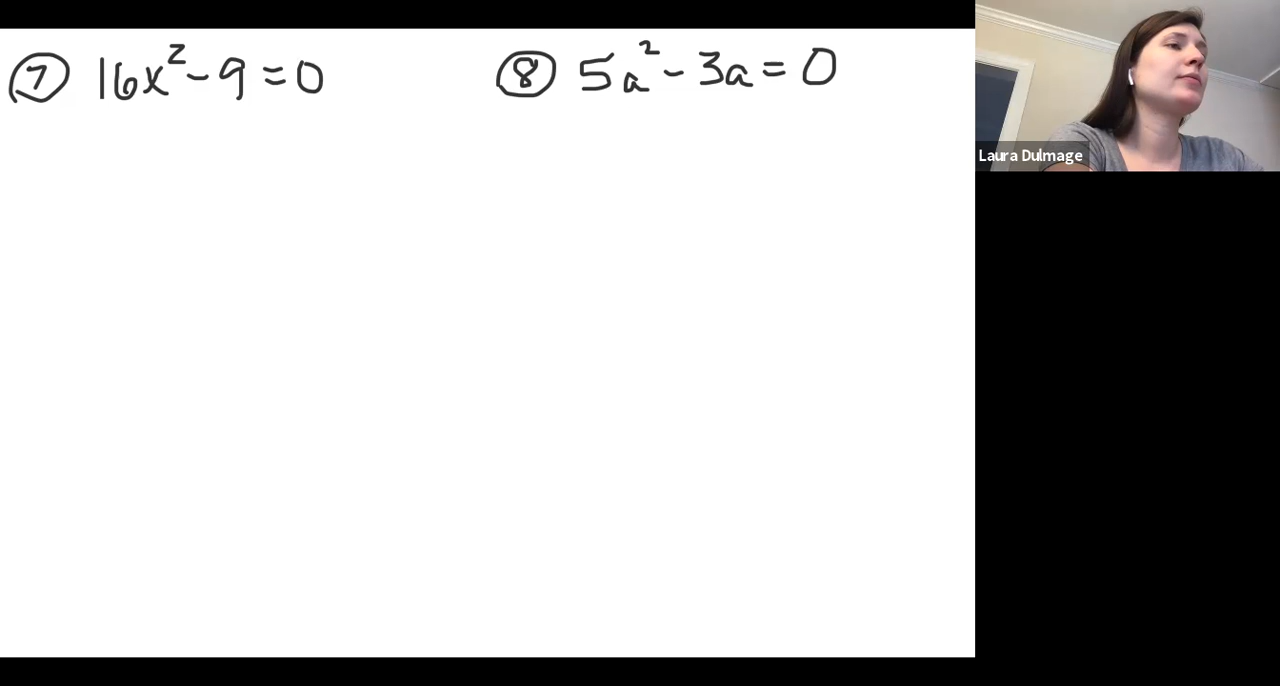 ⑦ 16x² - 9 = 0
⑧ 5a² - 3a = 0
Laura Dulmage